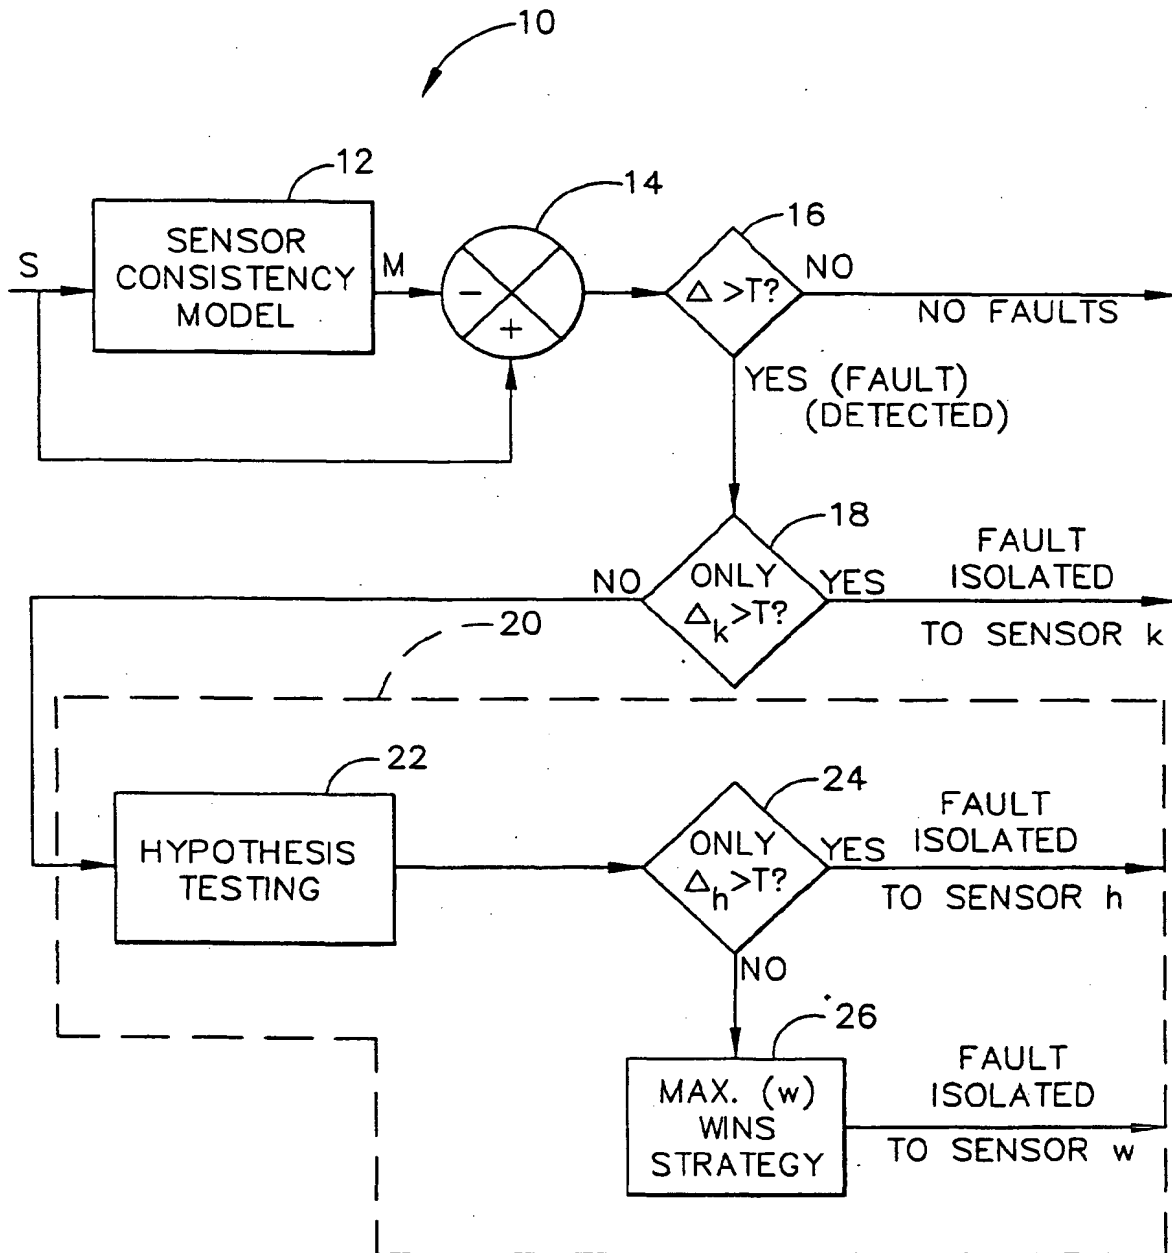 10
12
14
16
SENSOR
CONSISTENCY
MODEL
S
M
-
+
Δ >T?
NO
NO FAULTS
YES (FAULT)
(DETECTED)
18
ONLY
Δk>T?
NO
YES
FAULT
ISOLATED
TO SENSOR k
20
22
HYPOTHESIS
TESTING
24
ONLY
Δh>T?
YES
FAULT
ISOLATED
TO SENSOR h
NO
26
MAX. (w)
WINS
STRATEGY
FAULT
ISOLATED
TO SENSOR w